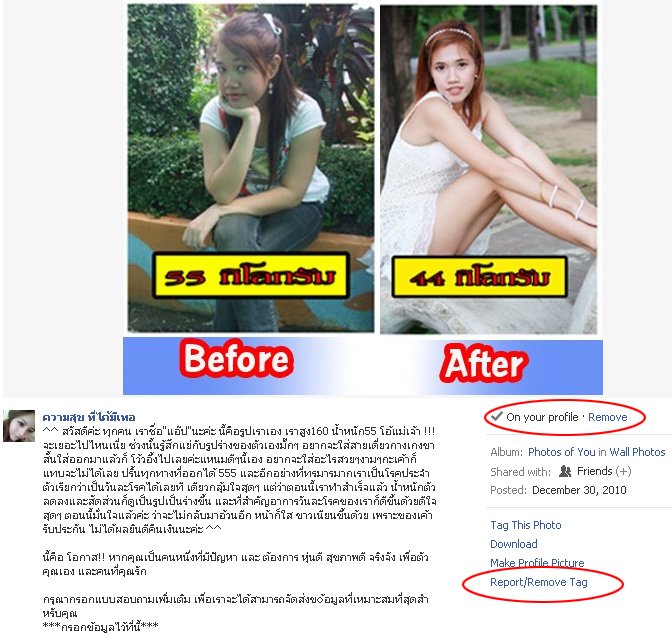 55 กิโลกรัม
44 กิโลกรัม
Before
After
ความสุข ที่ได้มีเทอ
^^ สวัสดีค่ะ ทุกคน เราชื่อ"แอ๊ป"นะค่ะ นี้คือรูปเราเอง เราสูง160 น้ำหนัก55 โอ้แม่เจ้า !!!
จะเยอะไปไหนเนี่ย ช่วงนั้นรู้สึกแย่กับรูปร่างของตัวเองมั๊กๆ อยากจะใส่สายเดี่ยวกางเกงขา
สั้นใส่ออกมาแล้วก็ โว้วอึ้งไปเลยค่ะแหนมดีๆนี้เอง อยากจะใส่อะไรสวยๆงามๆกะเค้าก็
แทบจะไม่ได้เลย ปริ้นทุกทางที่ออกได้ 555 และอีกอย่างที่ทรมารมากเราเป็นโรคประจำ
ตัวเรียกว่าเป็นวันละโรคได้เลยที เดียวกลุ้มใจสุดๆ แต่ว่าตอนนี้เราทำสำเร็จแล้ว น้ำหนักตัว
ลดลงและสัดส่วนก็ดูเป็นรูปเป็นร่างขึ้น และที่สำคัญอาการวันละโรคของเราก็ดีขึ้นด้วยดีใจ
สุดๆ ตอนนี้มั่นใจแล้วค่ะ ว่าจะไม่กลับมาอ้วนอีก หน้าก็ใส ขาวเนียนขึ้นด้วย เพราะของเค้า
รับประกัน ไม่ได้ผลยินดีคืนเงินนะค่ะ ^^
นี้คือ โอกาส!! หากคุณเป็นคนหนึ่งที่มีปัญหา และ ต้องการ หุ่นดี สุขภาพดี จริงจัง เพื่อตัว
คุณเอง และคนที่คุณรัก
กรุณากรอกแบบสอบถามเพิ่มเติม เพื่อเราจะได้สามารถจัดส่งข้อมูลที่เหมาะสมที่สุดสำ
หรับคุณ
***กรอกข้อมูลไว้ที่นี้***
On your profile · Remove
Album: Photos of You in Wall Photos
Shared with: Friends (+)
Posted: December 30, 2010
Tag This Photo
Download
Make Profile Picture
Report/Remove Tag